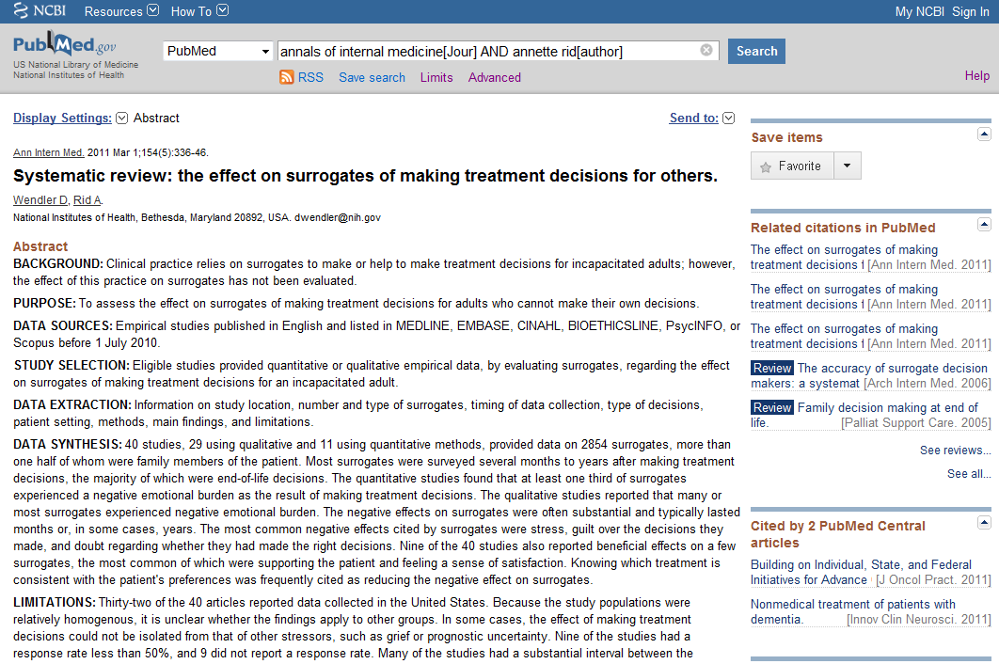 NCBI Resources How To My NCBI Sign In
PubMed.gov
US National Library of Medicine
National Institutes of Health
PubMed
annals of internal medicine[Jour] AND annette rid[author]
Search
RSS Save search Limits Advanced
Help
Display Settings: Abstract Send to:
Ann Intern Med. 2011 Mar 1;154(5):336-46.
Systematic review: the effect on surrogates of making treatment decisions for others.
Wendler D, Rid A.
National Institutes of Health, Bethesda, Maryland 20892, USA. dwendler@nih.gov
Abstract
BACKGROUND: Clinical practice relies on surrogates to make or help to make treatment decisions for incapacitated adults; however,
the effect of this practice on surrogates has not been evaluated.
PURPOSE: To assess the effect on surrogates of making treatment decisions for adults who cannot make their own decisions.
DATA SOURCES: Empirical studies published in English and listed in MEDLINE, EMBASE, CINAHL, BIOETHICSLINE, PsycINFO, or
Scopus before 1 July 2010.
STUDY SELECTION: Eligible studies provided quantitative or qualitative empirical data, by evaluating surrogates, regarding the effect
on surrogates of making treatment decisions for an incapacitated adult.
DATA EXTRACTION: Information on study location, number and type of surrogates, timing of data collection, type of decisions,
patient setting, methods, main findings, and limitations.
DATA SYNTHESIS: 40 studies, 29 using qualitative and 11 using quantitative methods, provided data on 2854 surrogates, more than
one half of whom were family members of the patient. Most surrogates were surveyed several months to years after making treatment
decisions, the majority of which were end-of-life decisions. The quantitative studies found that at least one third of surrogates
experienced a negative emotional burden as the result of making treatment decisions. The qualitative studies reported that many or
most surrogates experienced negative emotional burden. The negative effects on surrogates were often substantial and typically lasted
months or, in some cases, years. The most common negative effects cited by surrogates were stress, guilt over the decisions they
made, and doubt regarding whether they had made the right decisions. Nine of the 40 studies also reported beneficial effects on a few
surrogates, the most common of which were supporting the patient and feeling a sense of satisfaction. Knowing which treatment is
consistent with the patient's preferences was frequently cited as reducing the negative effect on surrogates.
LIMITATIONS: Thirty-two of the 40 articles reported data collected in the United States. Because the study populations were
relatively homogenous, it is unclear whether the findings apply to other groups. In some cases, the effect of making treatment
decisions could not be isolated from that of other stressors, such as grief or prognostic uncertainty. Nine of the studies had a
response rate less than 50%, and 9 did not report a response rate. Many of the studies had a substantial interval between the
Save items
Favorite
Related citations in PubMed
The effect on surrogates of making
treatment decisions f [Ann Intern Med. 2011]
The effect on surrogates of making
treatment decisions f [Ann Intern Med. 2011]
The effect on surrogates of making
treatment decisions f [Ann Intern Med. 2011]
Review The accuracy of surrogate decision
makers: a systemat [Arch Intern Med. 2006]
Review Family decision making at end of
life. [Palliat Support Care. 2005]
See reviews...
See all...
Cited by 2 PubMed Central
articles
Building on Individual, State, and Federal
Initiatives for Advance [J Oncol Pract. 2011]
Nonmedical treatment of patients with
dementia. [Innov Clin Neurosci. 2011]